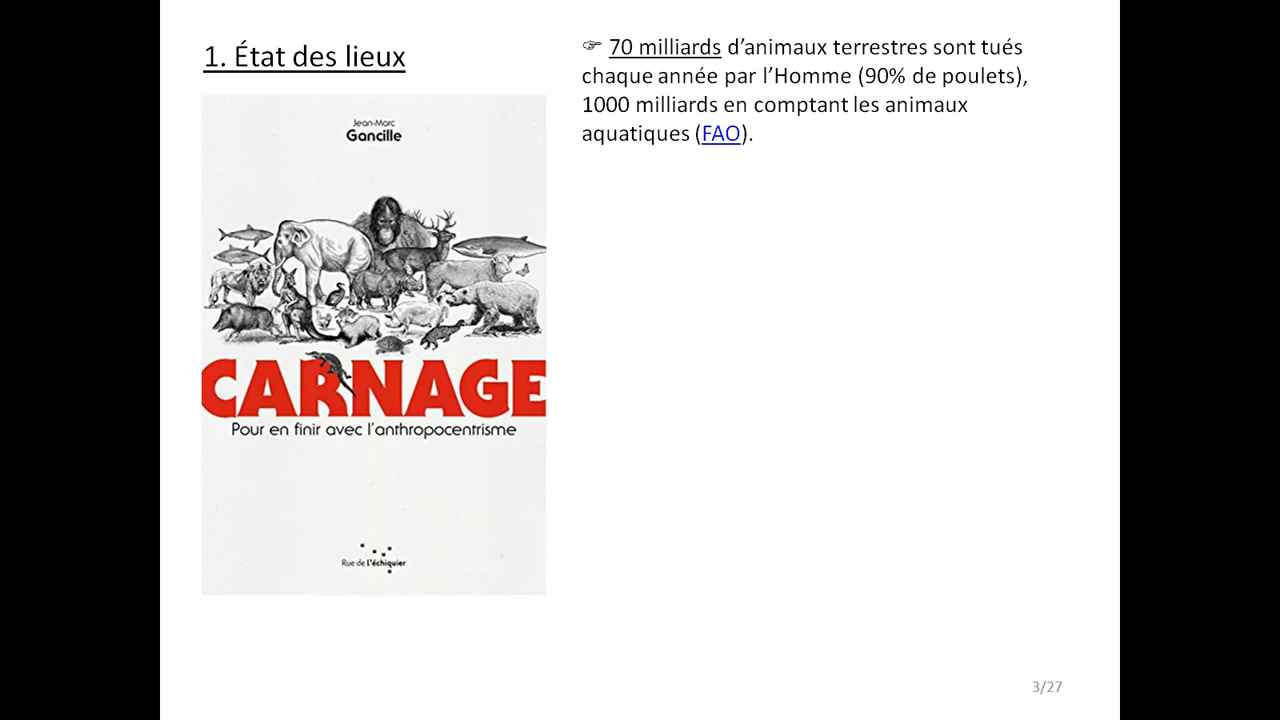 1. État des lieux
Jean-Marc
Gancille
CARNAGE
Pour en finir avec l'anthropocentrisme
Rue de l'échiquier
☞ 70 milliards d’animaux terrestres sont tués
chaque année par l’Homme (90% de poulets),
1000 milliards en comptant les animaux
aquatiques (FAO).
3/27